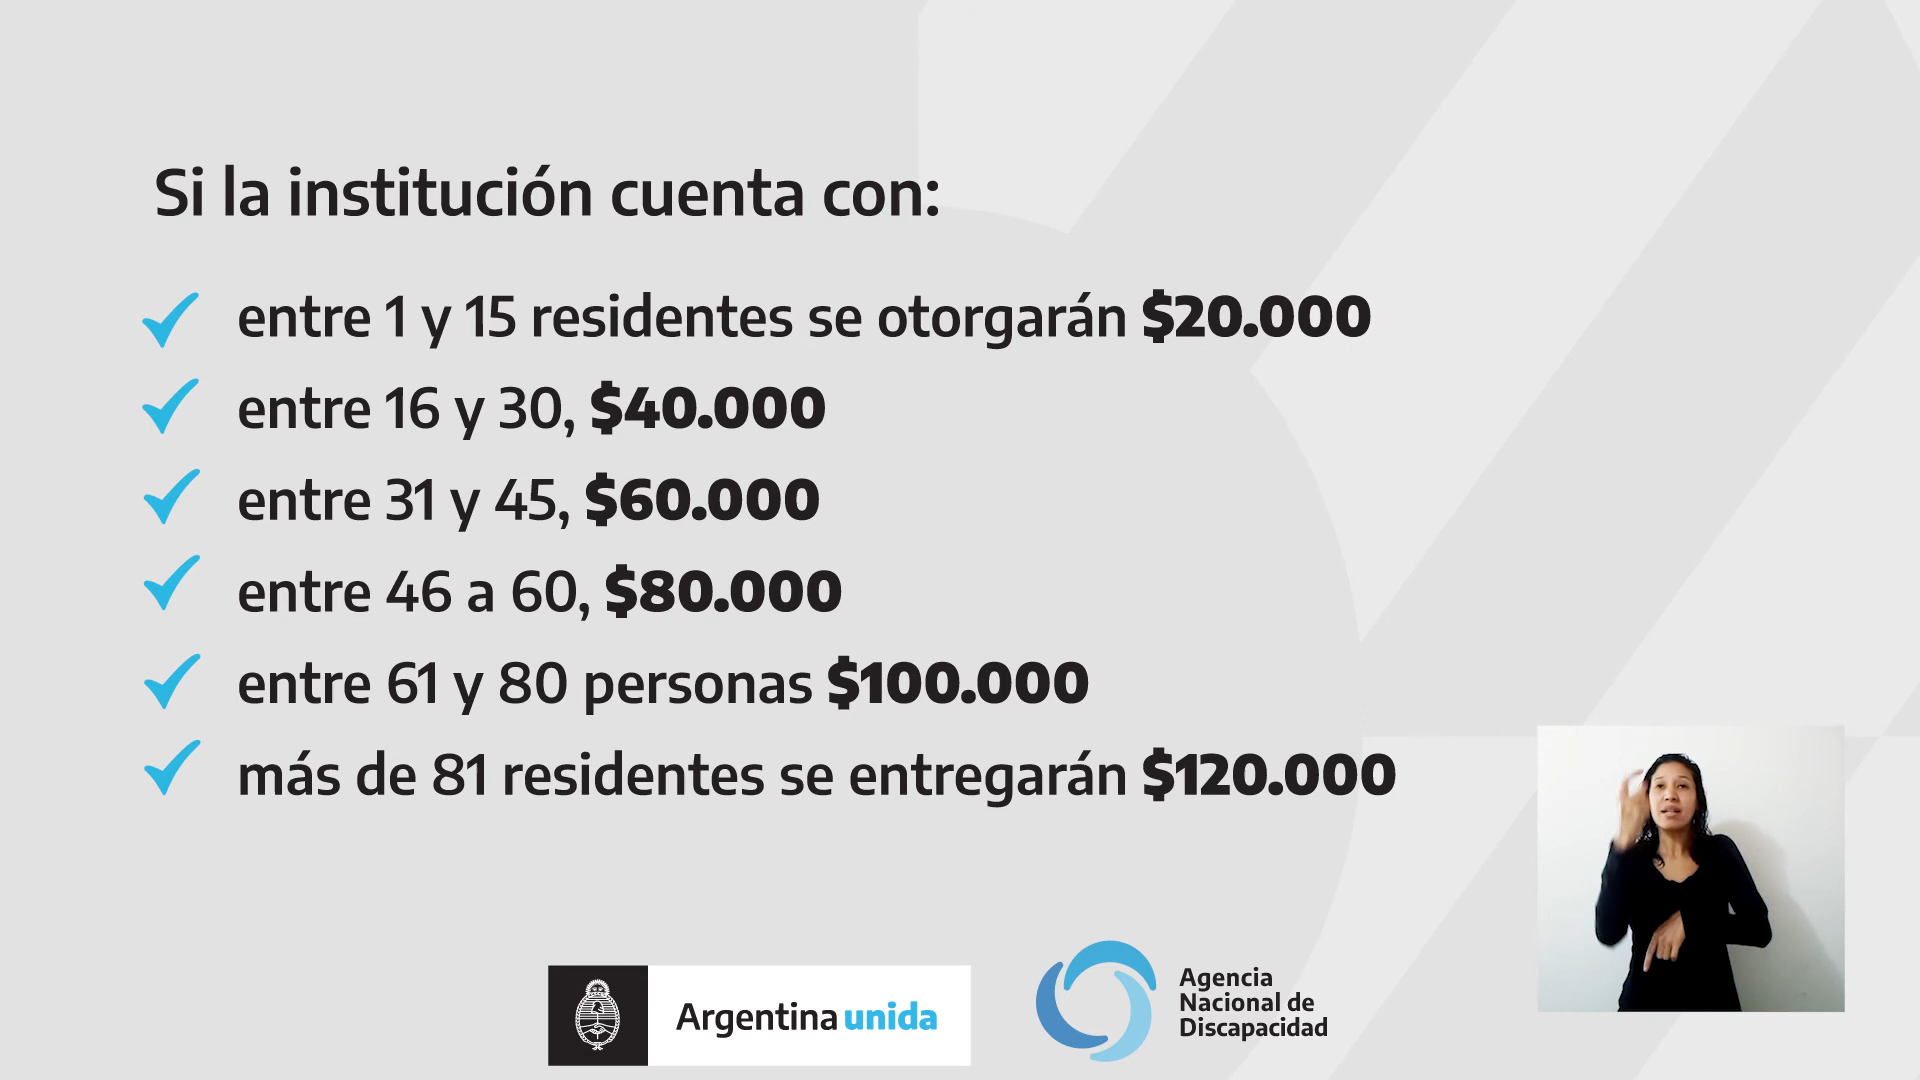 Si la institución cuenta con:
entre 1 y 15 residentes se otorgarán $20.000
entre 16 y 30, $40.000
entre 31 y 45, $60.000
entre 46 a 60, $80.000
entre 61 y 80 personas $100.000
más de 81 residentes se entregarán $120.000
Argentina unida
Agencia
Nacional de
Discapacidad